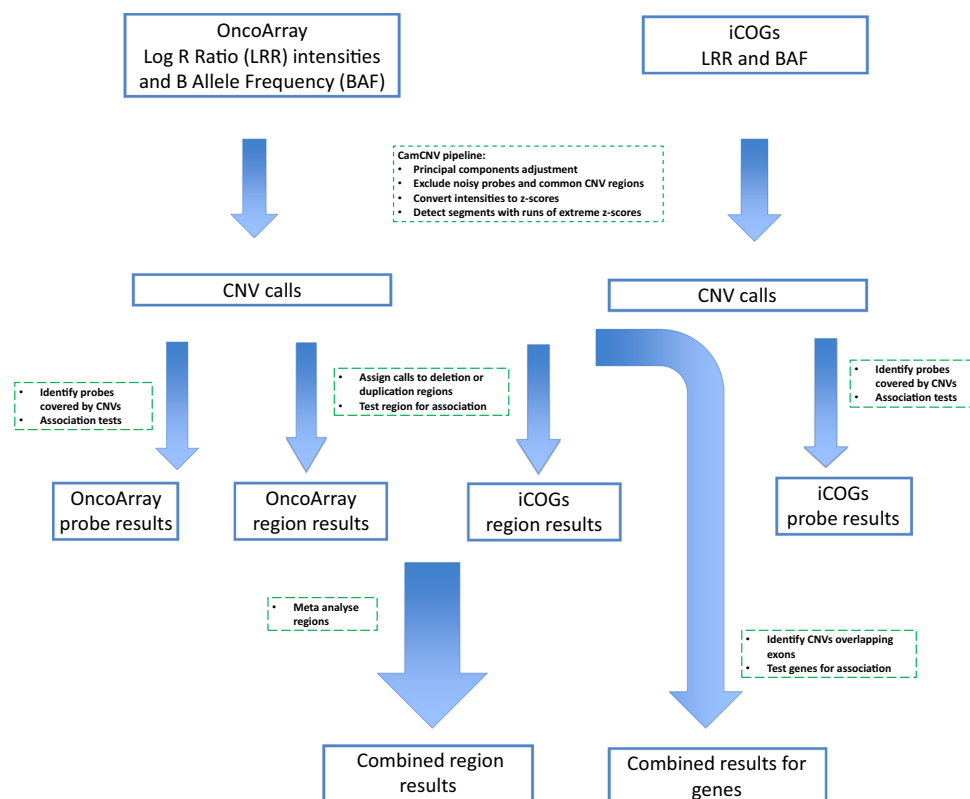 OncoArray
Log R Ratio (LRR) intensities
and B Allele Frequency (BAF)
iCOGs
LRR and BAF
CamCNV pipeline:
• Principal components adjustment
• Exclude noisy probes and common CNV regions
• Convert intensities to z-scores
• Detect segments with runs of extreme z-scores
CNV calls
CNV calls
• Identify probes
covered by CNVs
• Association tests
• Assign calls to deletion or
duplication regions
• Test region for association
• Identify probes
covered by CNVs
• Association tests
OncoArray
probe results
OncoArray
region results
iCOGs
region results
iCOGs
probe results
• Meta analyse
regions
• Identify CNVs overlapping
exons
• Test genes for association
Combined region
results
Combined results for
genes